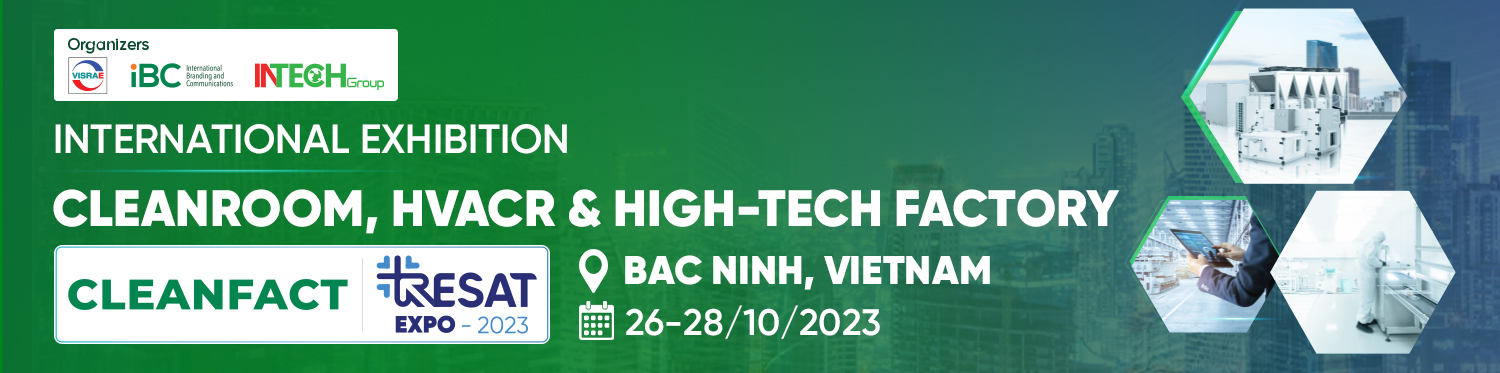 Organizers
VISRAE
iBC International
Branding and
Communications
INTECH Group
INTERNATIONAL EXHIBITION
CLEANROOM, HVACR & HIGH-TECH FACTORY
CLEANFACT
RESAT
EXPO - 2023
BAC NINH, VIETNAM
26-28/10/2023